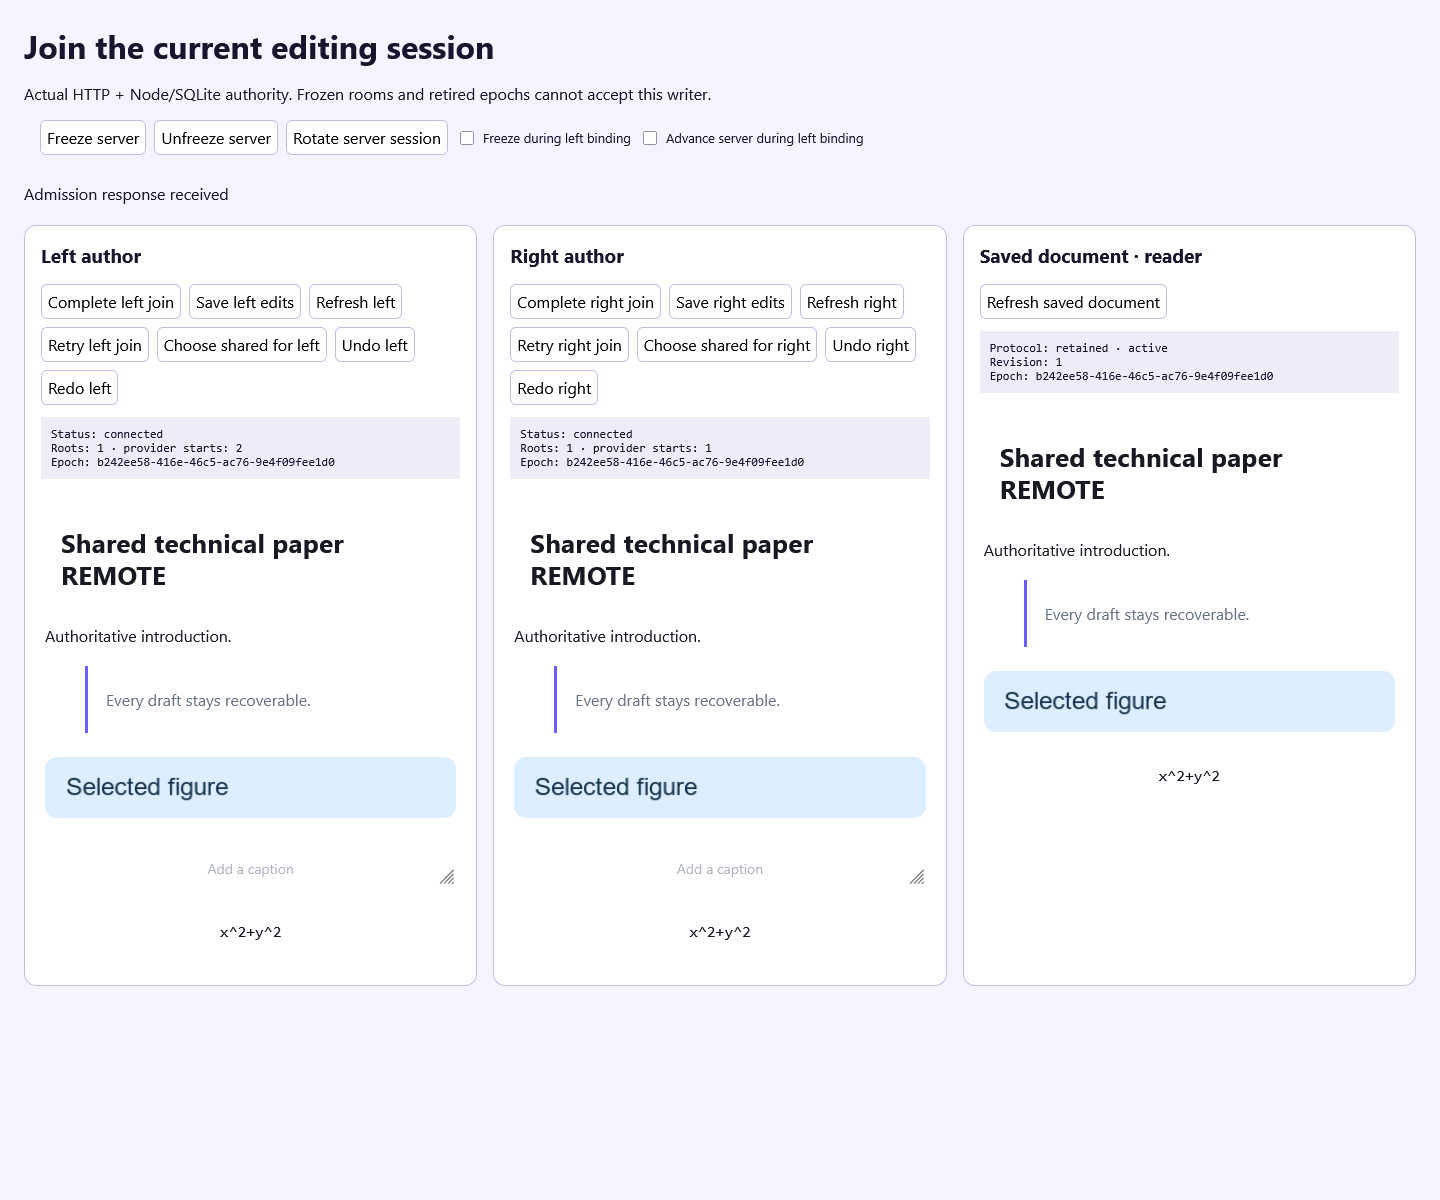 Join the current editing session
Actual HTTP + Node/SQLite authority. Frozen rooms and retired epochs cannot accept this writer.
Freeze server
Unfreeze server
Rotate server session
Freeze during left binding
Advance server during left binding
Admission response received
Left author
Complete left join
Save left edits
Refresh left
Retry left join
Choose shared for left
Undo left
Redo left
Status: connected
Roots: 1 · provider starts: 2
Epoch: b242ee58-416e-46c5-ac76-9e4f09fee1d0
Shared technical paper
REMOTE
Authoritative introduction.
Every draft stays recoverable.
Selected figure
Add a caption
x^2+y^2
Right author
Complete right join
Save right edits
Refresh right
Retry right join
Choose shared for right
Undo right
Redo right
Status: connected
Roots: 1 · provider starts: 1
Epoch: b242ee58-416e-46c5-ac76-9e4f09fee1d0
Shared technical paper
REMOTE
Authoritative introduction.
Every draft stays recoverable.
Selected figure
Add a caption
x^2+y^2
Saved document · reader
Refresh saved document
Protocol: retained · active
Revision: 1
Epoch: b242ee58-416e-46c5-ac76-9e4f09fee1d0
Shared technical paper
REMOTE
Authoritative introduction.
Every draft stays recoverable.
Selected figure
x^2+y^2